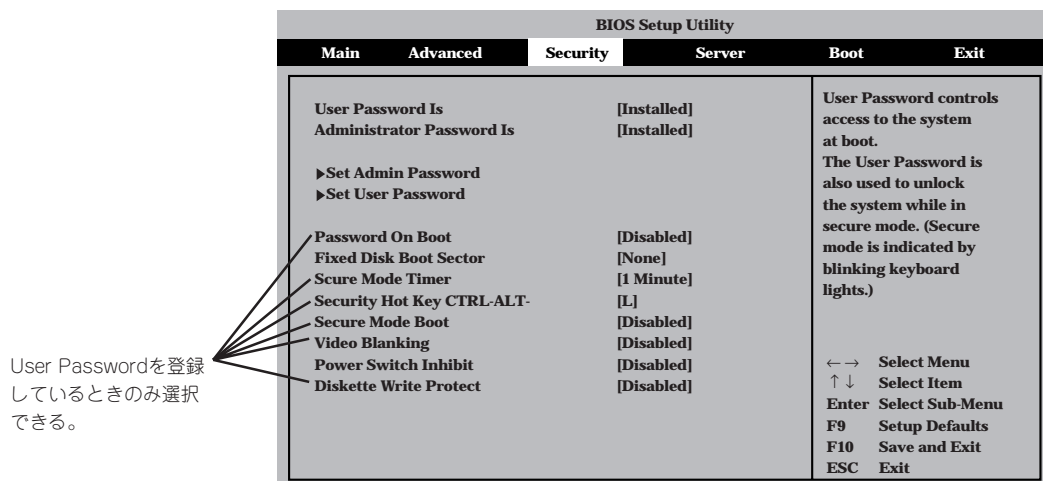 BIOS Setup Utility
Main Advanced Security Server Boot Exit
User Password Is [Installed]
Administrator Password Is [Installed]
▶Set Admin Password
▶Set User Password
Password On Boot [Disabled]
Fixed Disk Boot Sector [None]
Scure Mode Timer [1 Minute]
Security Hot Key CTRL-ALT- [L]
Secure Mode Boot [Disabled]
Video Blanking [Disabled]
Power Switch Inhibit [Disabled]
Diskette Write Protect [Disabled]
User Password controls
access to the system
at boot.
The User Password is
also used to unlock
the system while in
secure mode. (Secure
mode is indicated by
blinking keyboard
lights.)
←→ Select Menu
↑↓ Select Item
Enter Select Sub-Menu
F9 Setup Defaults
F10 Save and Exit
ESC Exit
User Passwordを登録
しているときのみ選択
できる。